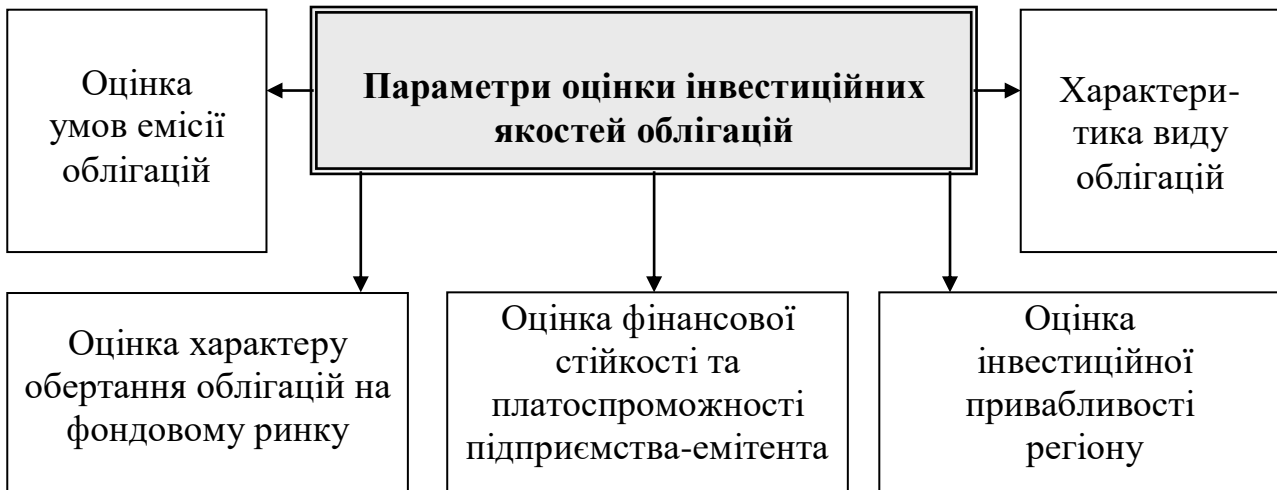 Оцінка
умов емісії
облігацій
Параметри оцінки інвестиційних
якостей облігацій
Характери-
тика виду
облігацій
Оцінка характеру
обертання облігацій на
фондовому ринку
Оцінка фінансової
стійкості та
платоспроможності
підприємства-емітента
Оцінка
інвестиційної
привабливості
регіону